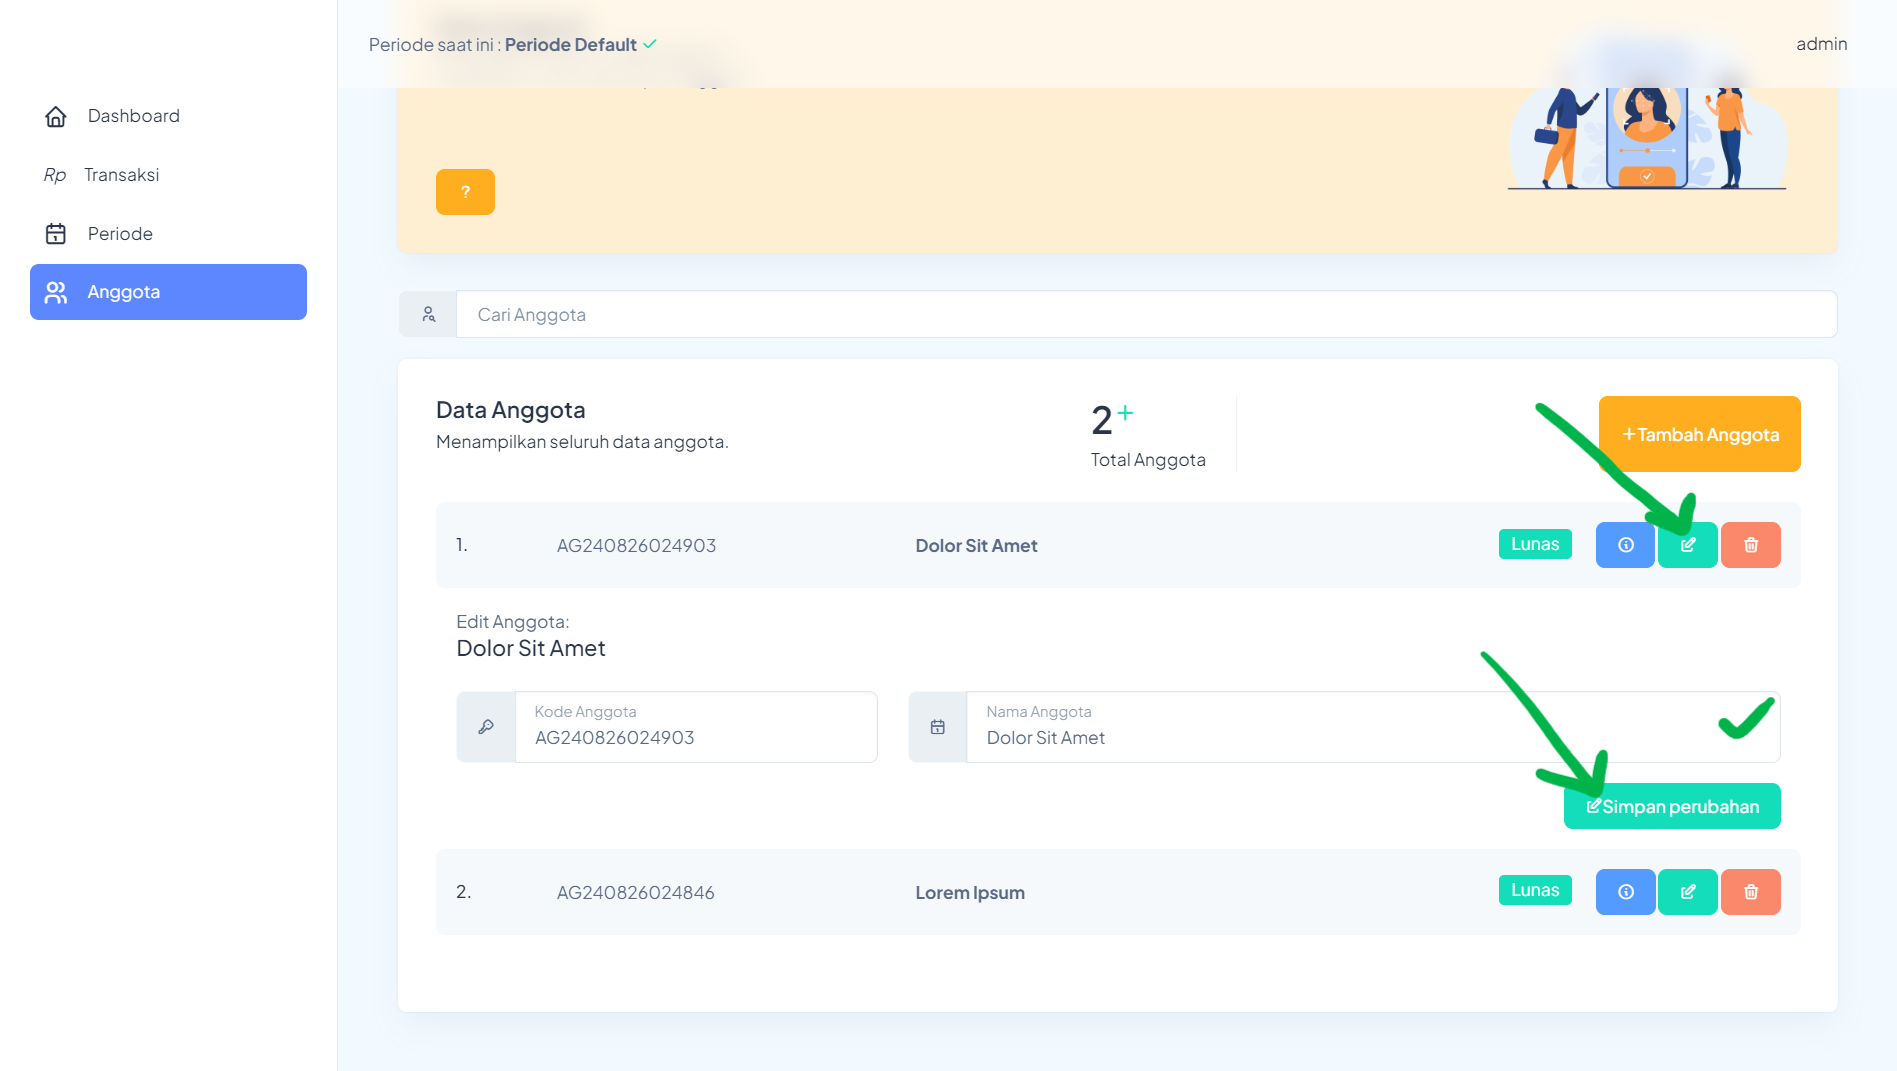 Periode saat ini : Periode Default
admin
Dashboard
Rp Transaksi
Periode
Anggota
?
Cari Anggota
Data Anggota
Menampilkan seluruh data anggota.
2+
Total Anggota
+Tambah Anggota
1. AG240826024903 Dolor Sit Amet Lunas
Edit Anggota:
Dolor Sit Amet
Kode Anggota
AG240826024903
Nama Anggota
Dolor Sit Amet
Simpan perubahan
2. AG240826024846 Lorem Ipsum Lunas